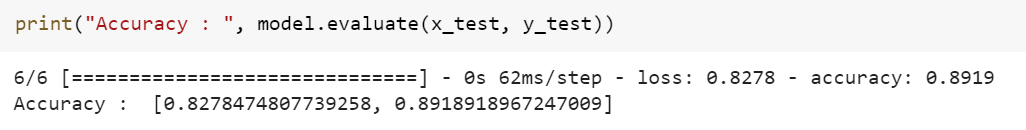 print("Accuracy : ", model.evaluate(x_test, y_test))
6/6 [==============================] - 0s 62ms/step - loss: 0.8278 - accuracy: 0.8919
Accuracy :  [0.8278474807739258, 0.8918918967247009]